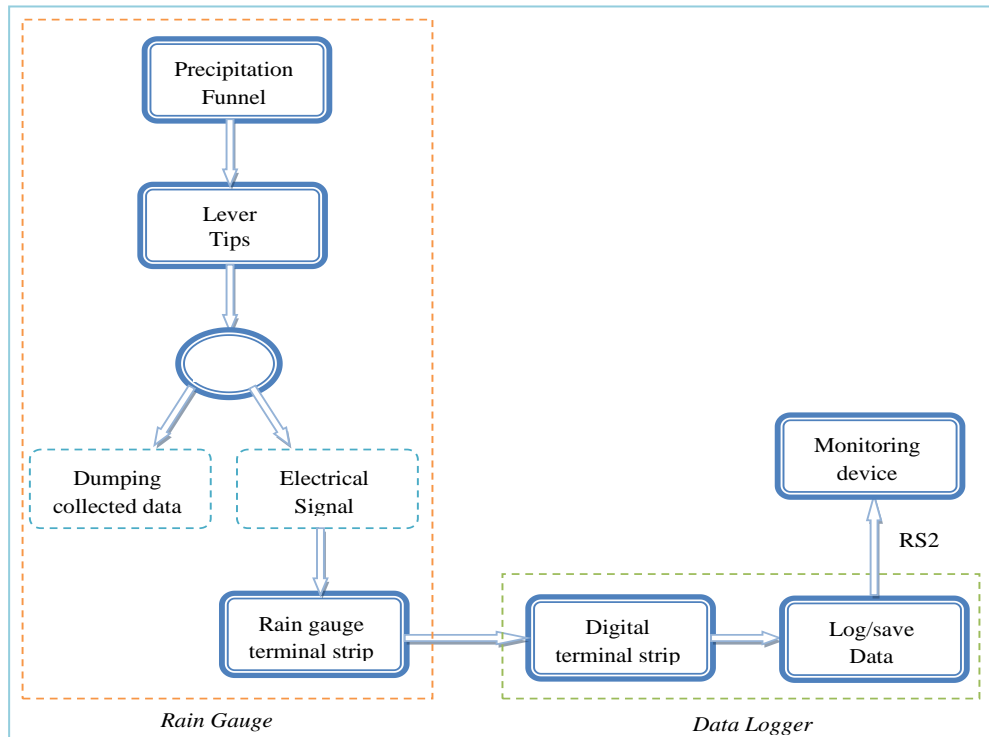 Precipitation
Funnel
Lever
Tips
Dumping
collected data
Electrical
Signal
Rain gauge
terminal strip
Rain Gauge
Digital
terminal strip
Log/save
Data
Data Logger
RS2
Monitoring
device